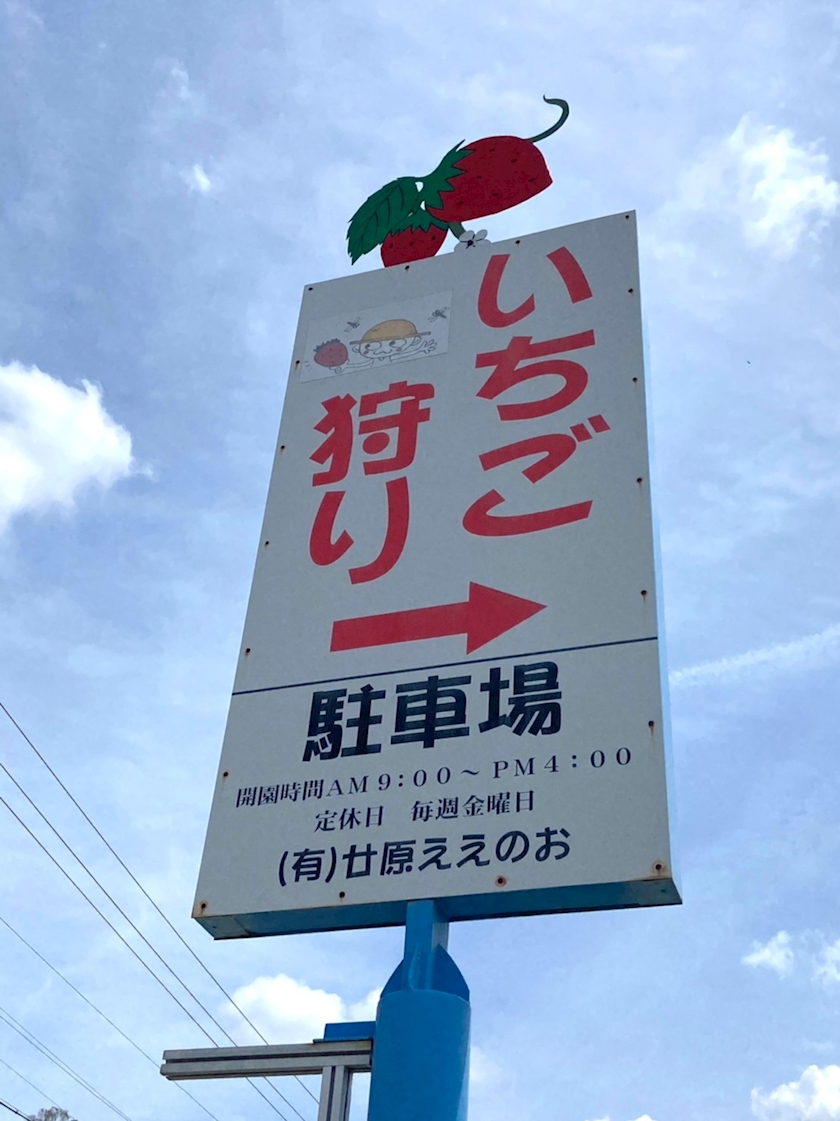 いちご
狩り
駐車場
開園時間AM9:00～PM4:00
定休日 毎週金曜日
(有)廿原ええのお